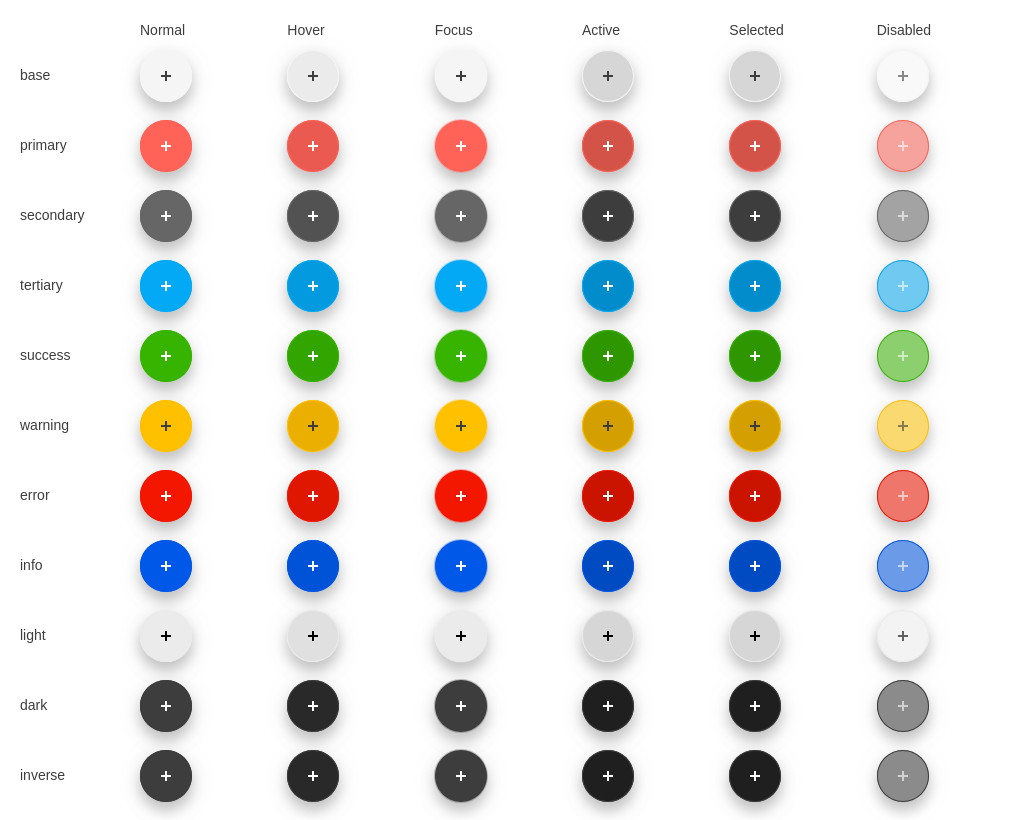 Normal Hover Focus Active Selected Disabled
base
primary
secondary
tertiary
success
warning
error
info
light
dark
inverse